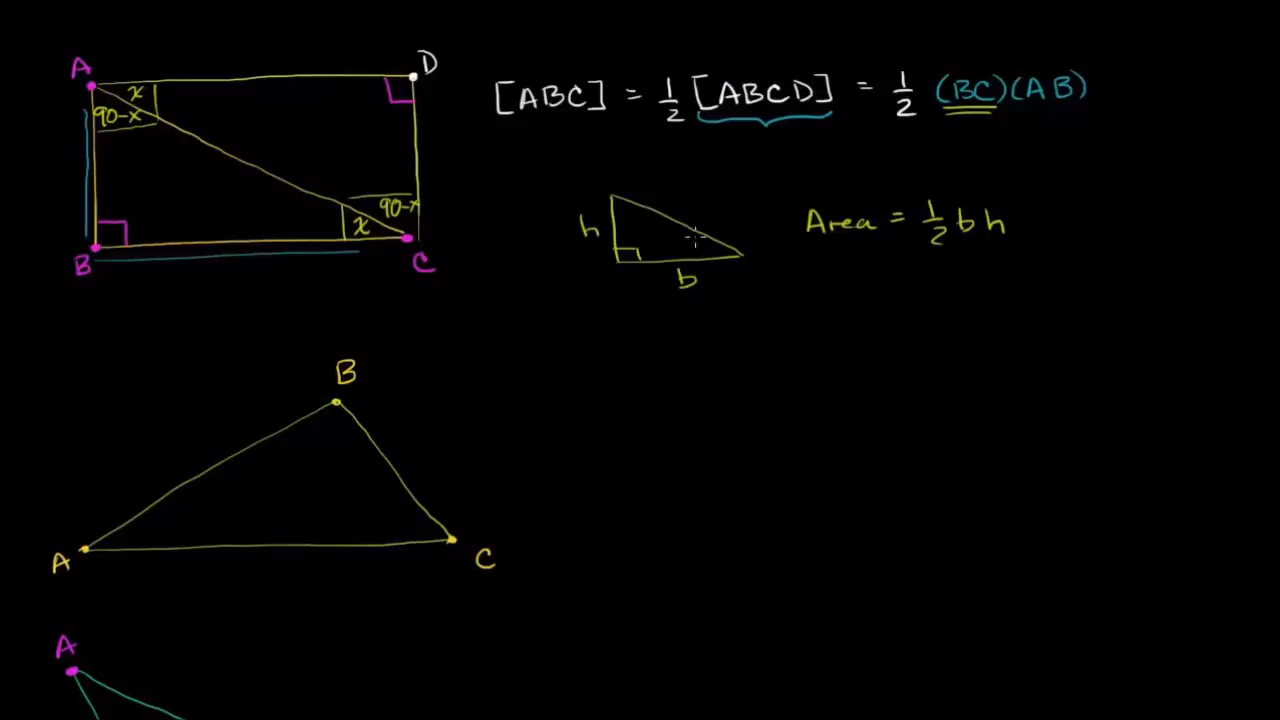 A
D
x
90-x
90-x
x
B
C
[ABC] = 1/2 [ABCD] = 1/2 (BC)(AB)
h
b
Area = 1/2 b h
B
A
C
A